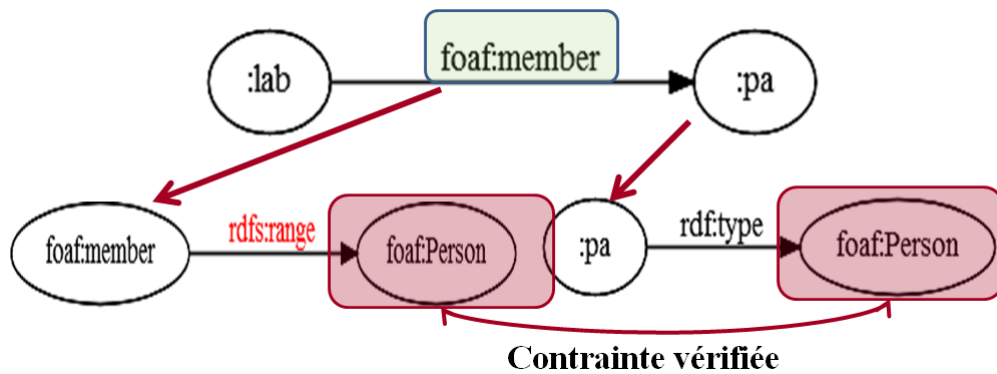 :lab
foaf:member
:pa
foaf:member
rdfs:range
foaf:Person
:pa
rdf:type
foaf:Person
Contrainte vérifiée